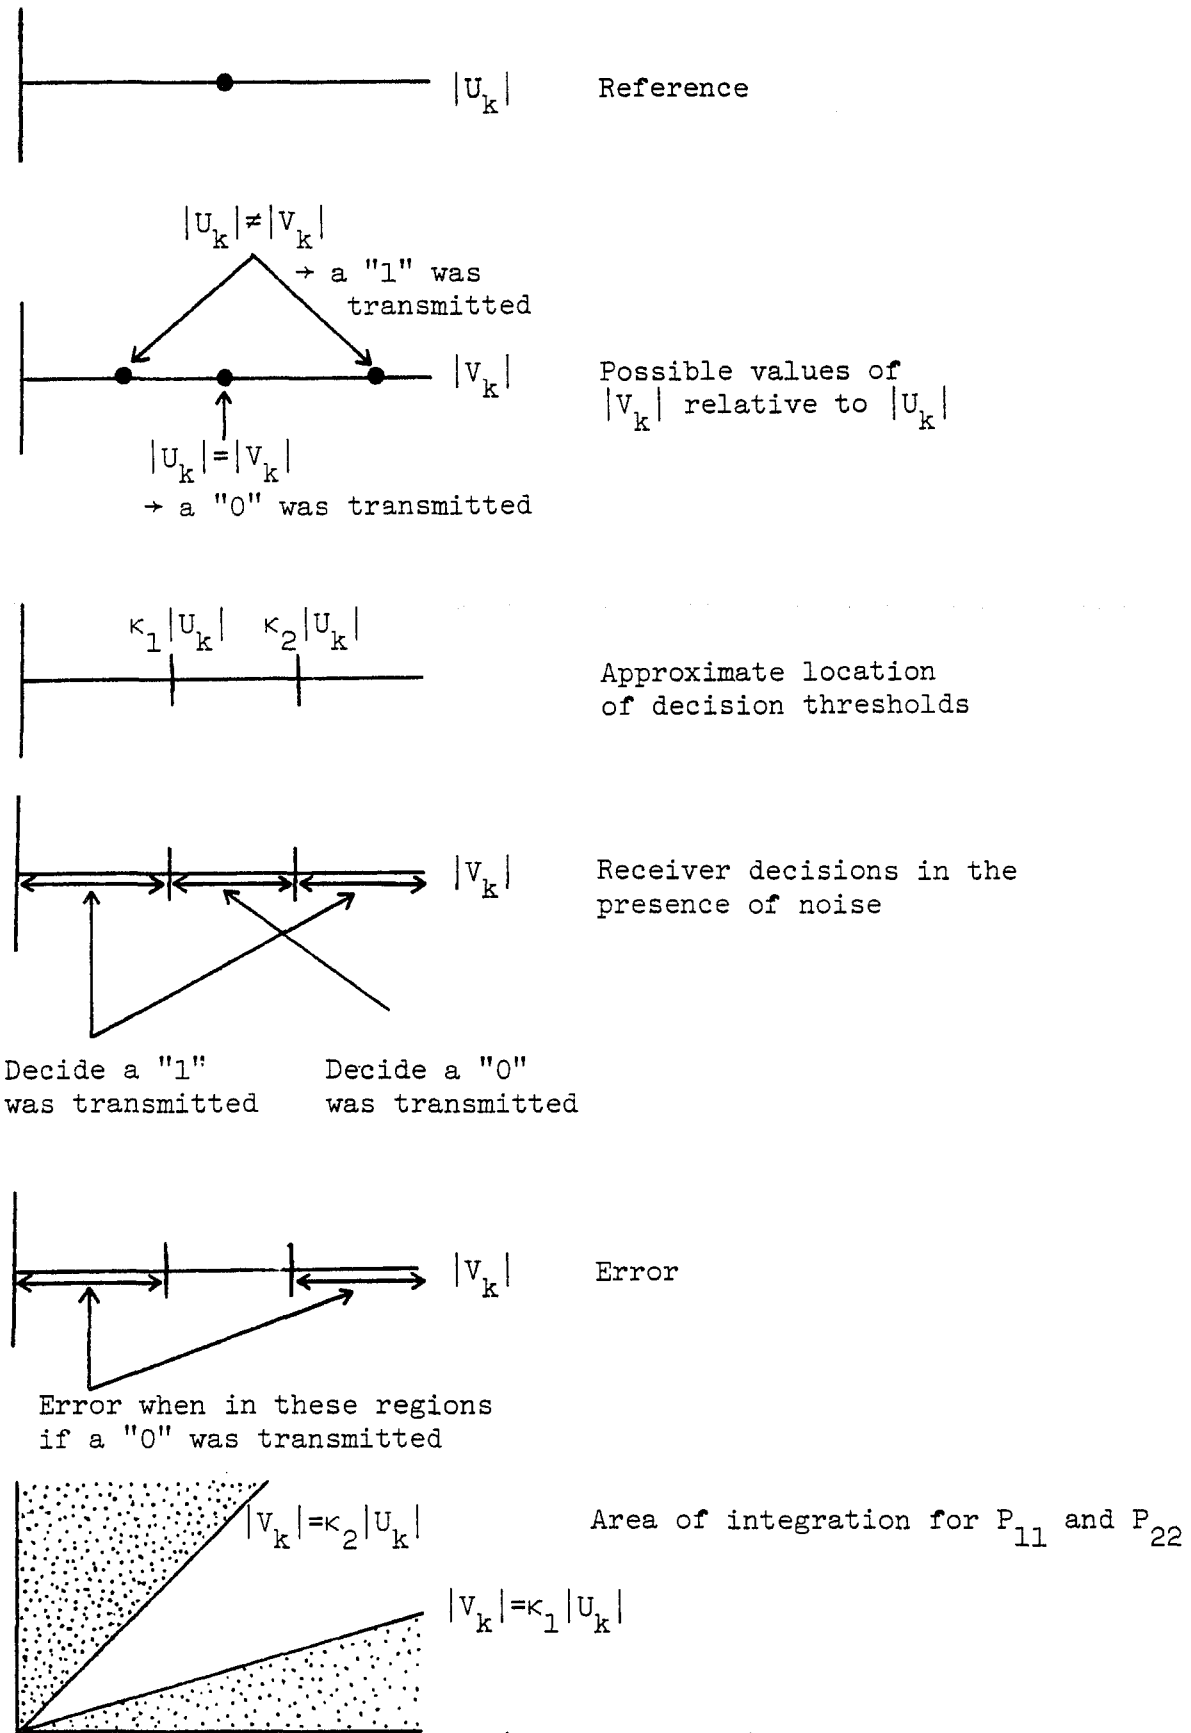 |U_k| Reference
|U_k|≠|V_k|
→ a "1" was
transmitted
|V_k| Possible values of
|V_k| relative to |U_k|
|U_k|=|V_k|
→ a "0" was transmitted
κ_1|U_k| κ_2|U_k|
Approximate location
of decision thresholds
|V_k| Receiver decisions in the
presence of noise
Decide a "1" Decide a "0"
was transmitted was transmitted
|V_k| Error
Error when in these regions
if a "0" was transmitted
|V_k|=κ_2|U_k| Area of integration for P_11 and P_22
|V_k|=κ_1|U_k|